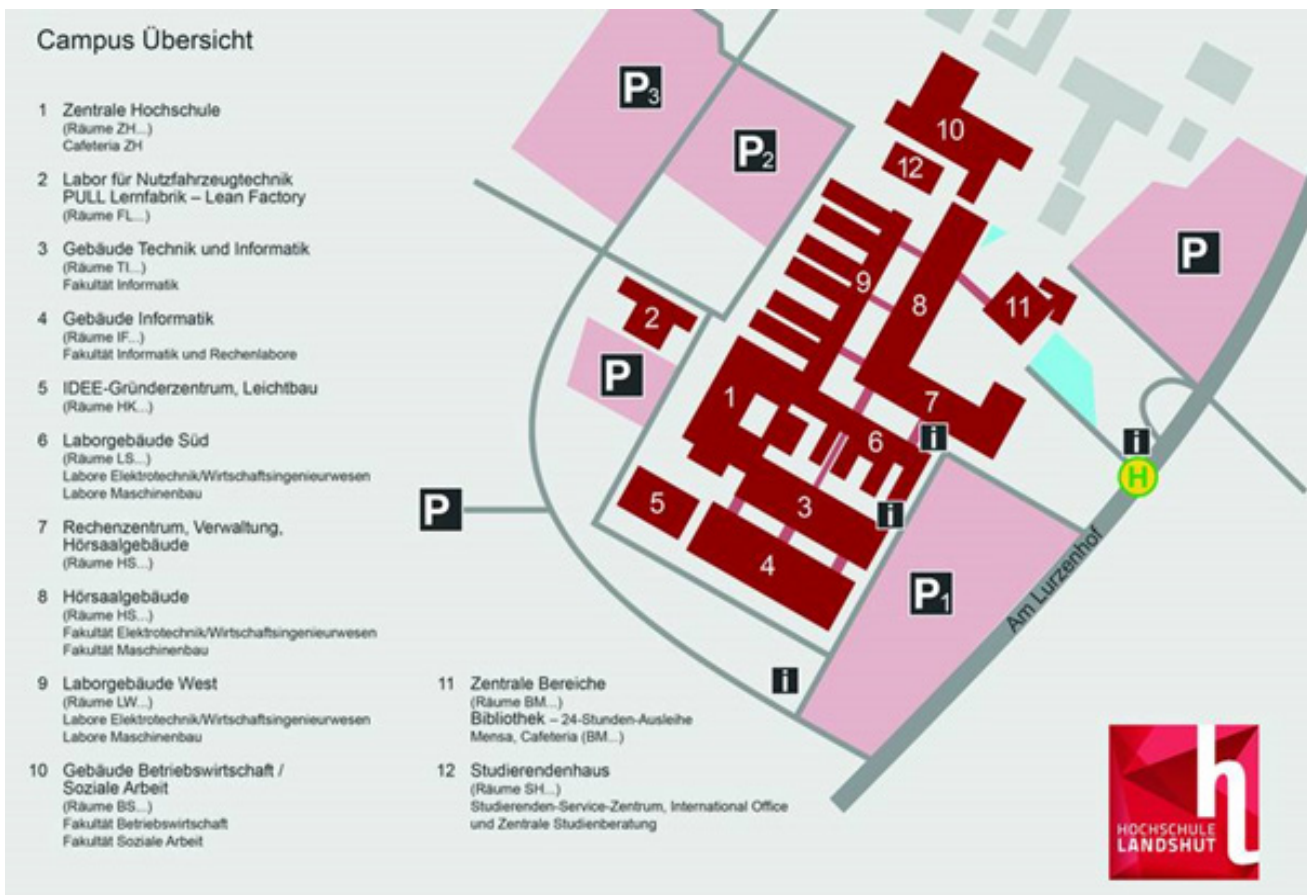 Campus Übersicht
1 Zentrale Hochschule
(Räume ZH...)
Cafeteria ZH
2 Labor für Nutzfahrzeugtechnik
PULL Lernfabrik – Lean Factory
(Räume FL...)
3 Gebäude Technik und Informatik
(Räume TI...)
Fakultät Informatik
4 Gebäude Informatik
(Räume IF...)
Fakultät Informatik und Rechenlabore
5 IDEE-Gründerzentrum, Leichtbau
(Räume HK...)
6 Laborgebäude Süd
(Räume LS...)
Labore Elektrotechnik/Wirtschaftsingenieurwesen
Labore Maschinenbau
7 Rechenzentrum, Verwaltung,
Hörsaalgebäude
(Räume HS...)
8 Hörsaalgebäude
(Räume HS...)
Fakultät Elektrotechnik/Wirtschaftsingenieurwesen
Fakultät Maschinenbau
9 Laborgebäude West
(Räume LW...)
Labore Elektrotechnik/Wirtschaftsingenieurwesen
Labore Maschinenbau
10 Gebäude Betriebswirtschaft /
Soziale Arbeit
(Räume BS...)
Fakultät Betriebswirtschaft
Fakultät Soziale Arbeit
11 Zentrale Bereiche
(Räume BM...)
Bibliothek – 24-Stunden-Ausleihe
Mensa, Cafeteria (BM...)
12 Studierendenhaus
(Räume SH...)
Studierenden-Service-Zentrum, International Office
und Zentrale Studienberatung
P3
P2
10
12
P
9
8
11
2
P
1
7
i
6
i
H
5
3
i
P
4
P1
Am Lurzenhof
i
h
HOCHSCHULE
LANDSHUT